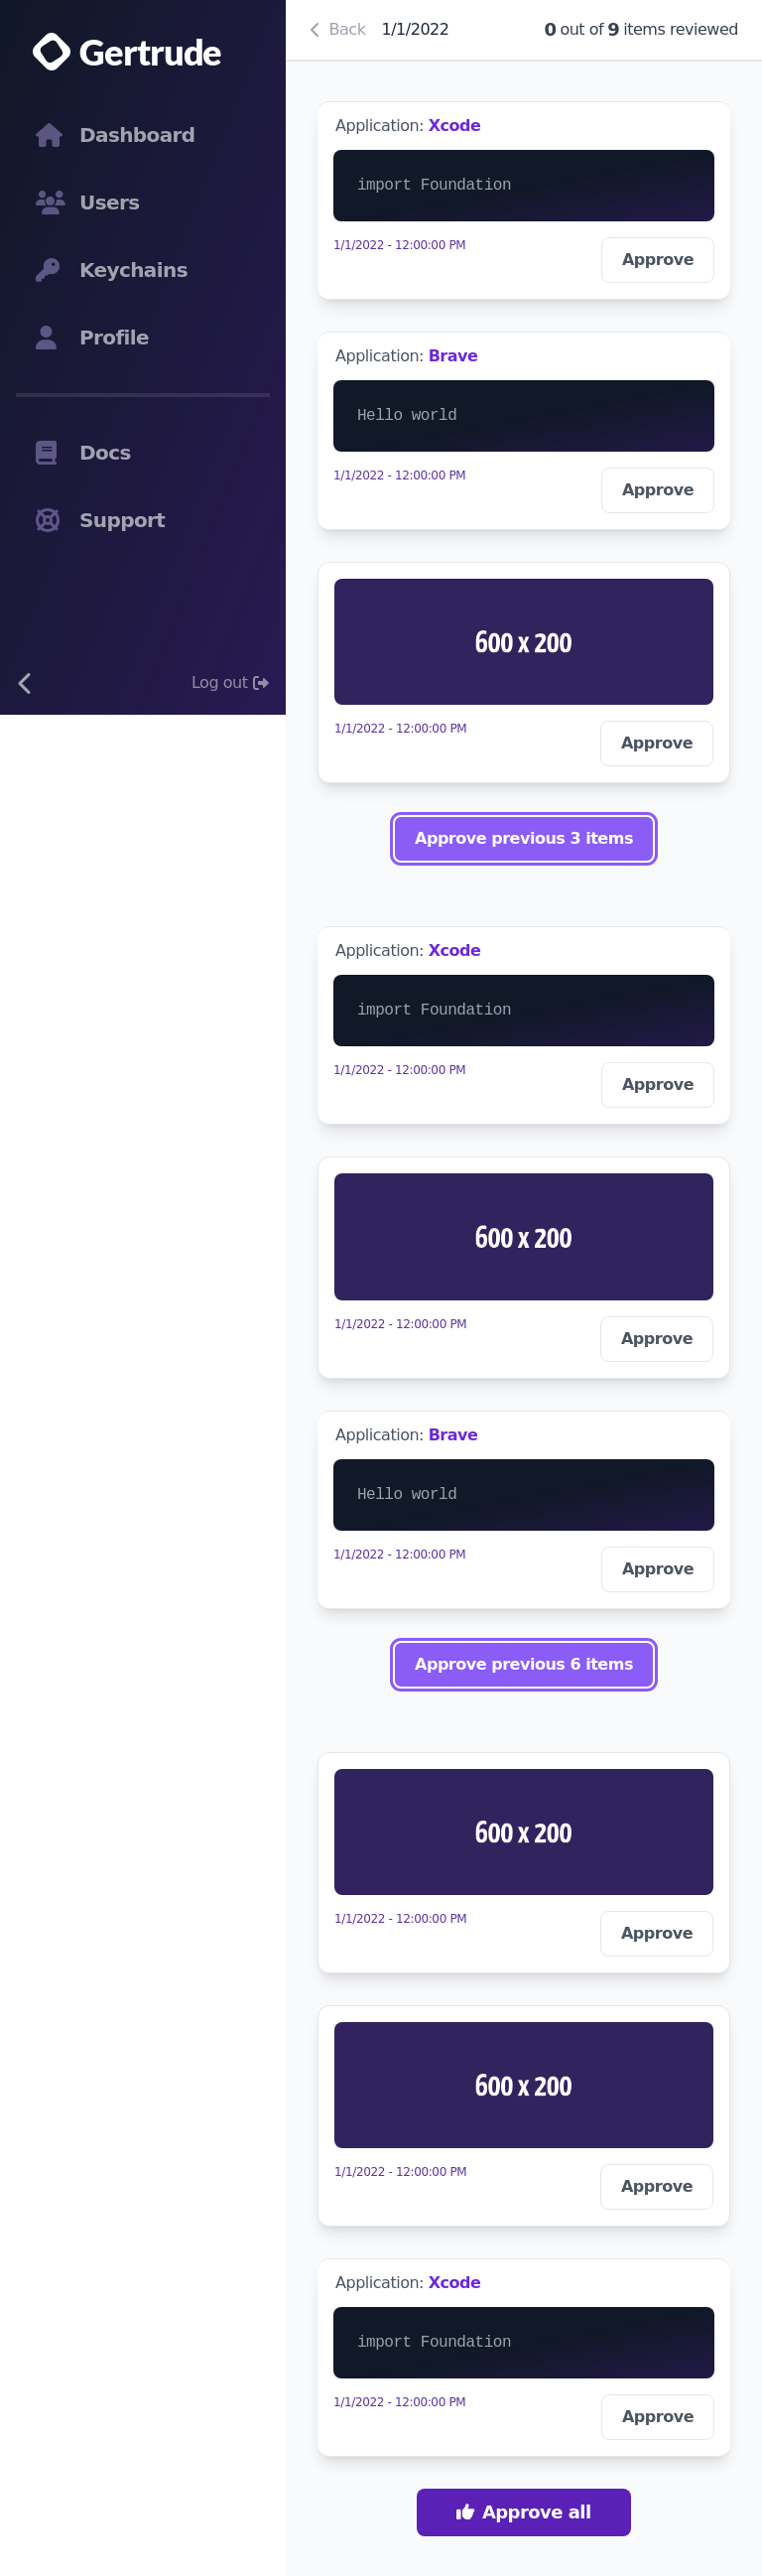 Gertrude
Dashboard
Users
Keychains
Profile
Docs
Support
Log out
Back 1/1/2022 0 out of 9 items reviewed
Application: Xcode
import Foundation
1/1/2022 - 12:00:00 PM
Approve
Application: Brave
Hello world
1/1/2022 - 12:00:00 PM
Approve
600 x 200
1/1/2022 - 12:00:00 PM
Approve
Approve previous 3 items
Application: Xcode
import Foundation
1/1/2022 - 12:00:00 PM
Approve
600 x 200
1/1/2022 - 12:00:00 PM
Approve
Application: Brave
Hello world
1/1/2022 - 12:00:00 PM
Approve
Approve previous 6 items
600 x 200
1/1/2022 - 12:00:00 PM
Approve
600 x 200
1/1/2022 - 12:00:00 PM
Approve
Application: Xcode
import Foundation
1/1/2022 - 12:00:00 PM
Approve
Approve all